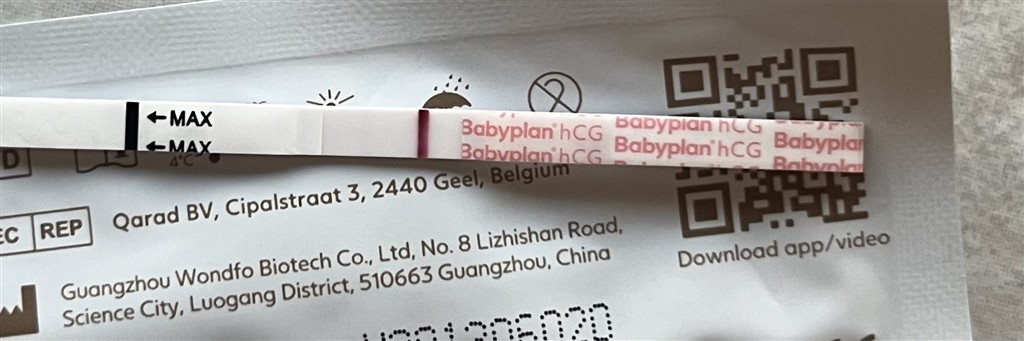 ←MAX
←MAX
4°C
D
Babyplan® hCG
Babyplan® hCG
Babyplan hCG
Babyplan® hCG
Qarad BV, Cipalstraat 3, 2440 Geel, Belgium
EC REP
Guangzhou Wondfo Biotech Co., Ltd, No. 8 Lizhishan Road,
Science City, Luogang District, 510663 Guangzhou, China
Download app/video